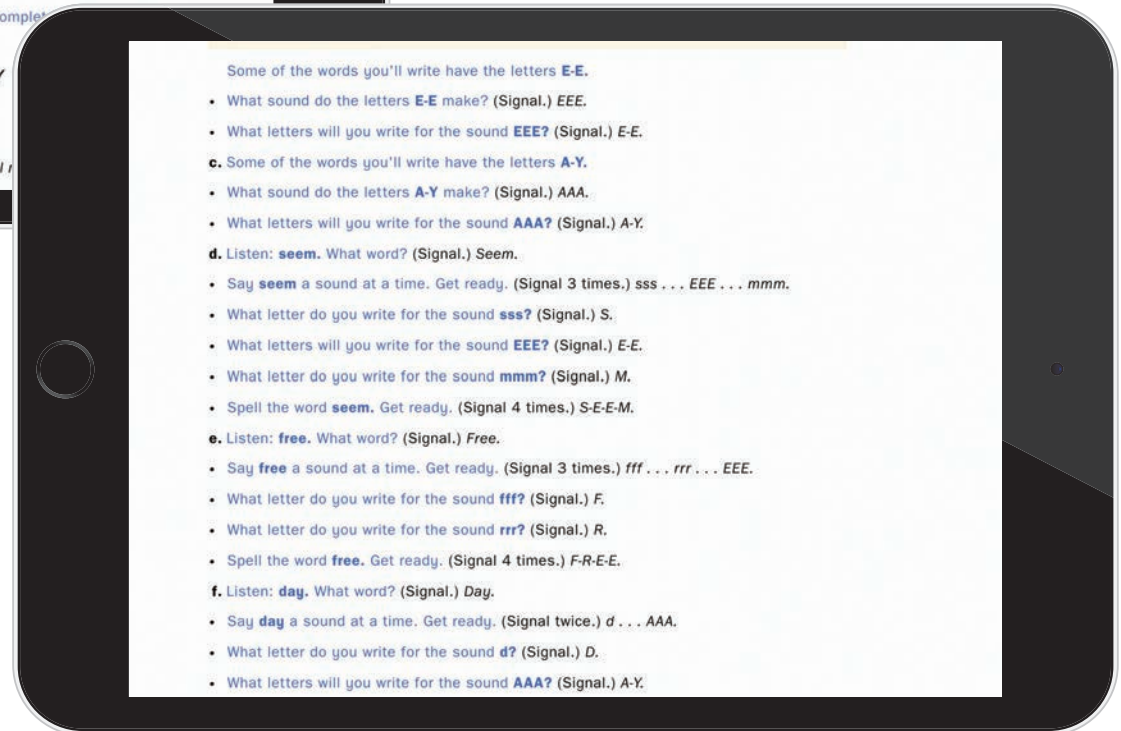 Some of the words you'll write have the letters E-E.
• What sound do the letters E-E make? (Signal.) EEE.
• What letters will you write for the sound EEE? (Signal.) E-E.
c. Some of the words you'll write have the letters A-Y.
• What sound do the letters A-Y make? (Signal.) AAA.
• What letters will you write for the sound AAA? (Signal.) A-Y.
d. Listen: seem. What word? (Signal.) Seem.
• Say seem a sound at a time. Get ready. (Signal 3 times.) sss . . . EEE . . . mmm.
• What letter do you write for the sound sss? (Signal.) S.
• What letters will you write for the sound EEE? (Signal.) E-E.
• What letter do you write for the sound mmm? (Signal.) M.
• Spell the word seem. Get ready. (Signal 4 times.) S-E-E-M.
e. Listen: free. What word? (Signal.) Free.
• Say free a sound at a time. Get ready. (Signal 3 times.) fff . . . rrr . . . EEE.
• What letter do you write for the sound fff? (Signal.) F.
• What letter do you write for the sound rrr? (Signal.) R.
• Spell the word free. Get ready. (Signal 4 times.) F-R-E-E.
f. Listen: day. What word? (Signal.) Day.
• Say day a sound at a time. Get ready. (Signal twice.) d . . . AAA.
• What letter do you write for the sound d? (Signal.) D.
• What letters will you write for the sound AAA? (Signal.) A-Y.